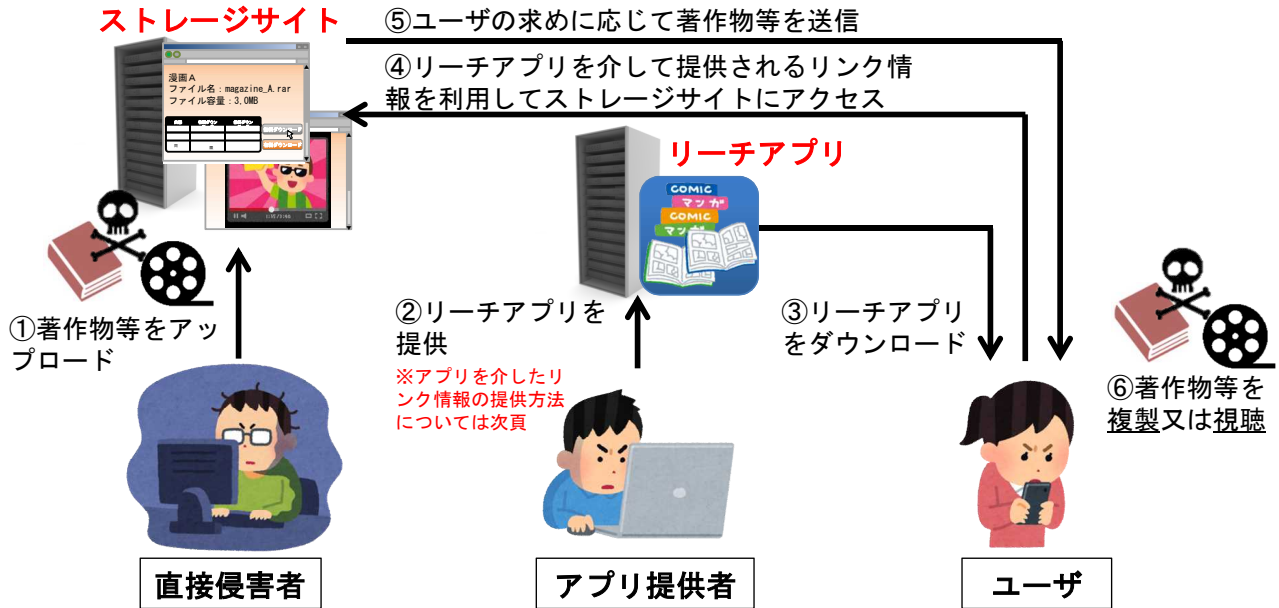 ストレージサイト
⑤ユーザの求めに応じて著作物等を送信
④リーチアプリを介して提供されるリンク情
報を利用してストレージサイトにアクセス
漫画A
ファイル名：magazine_A.rar
ファイル容量：3,0MB
リーチアプリ
COMIC
マンガ
COMIC
マンガ
①著作物等をアッ
プロード
②リーチアプリを
提供
※アプリを介したリ
ンク情報の提供方法
については次頁
③リーチアプリ
をダウンロード
⑥著作物等を
複製又は視聴
直接侵害者
アプリ提供者
ユーザ